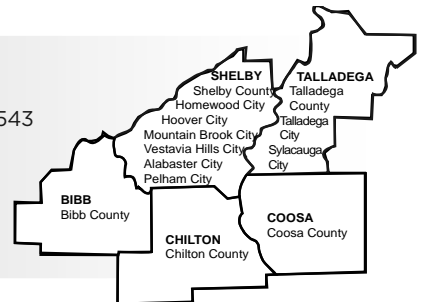 543
SHELBY
Shelby County
Homewood City
Hoover City
Mountain Brook City
Vestavia Hills City
Alabaster City
Pelham City
TALLADEGA
Talladega
County
Talladega
City
Sylacauga
City
BIBB
Bibb County
COOSA
Coosa County
CHILTON
Chilton County